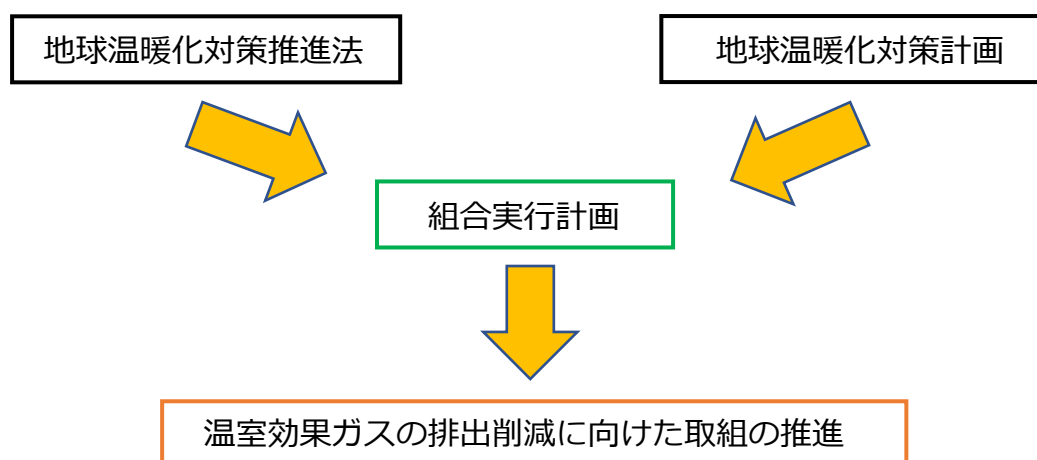 地球温暖化対策推進法
地球温暖化対策計画
組合実行計画
温室効果ガスの排出削減に向けた取組の推進